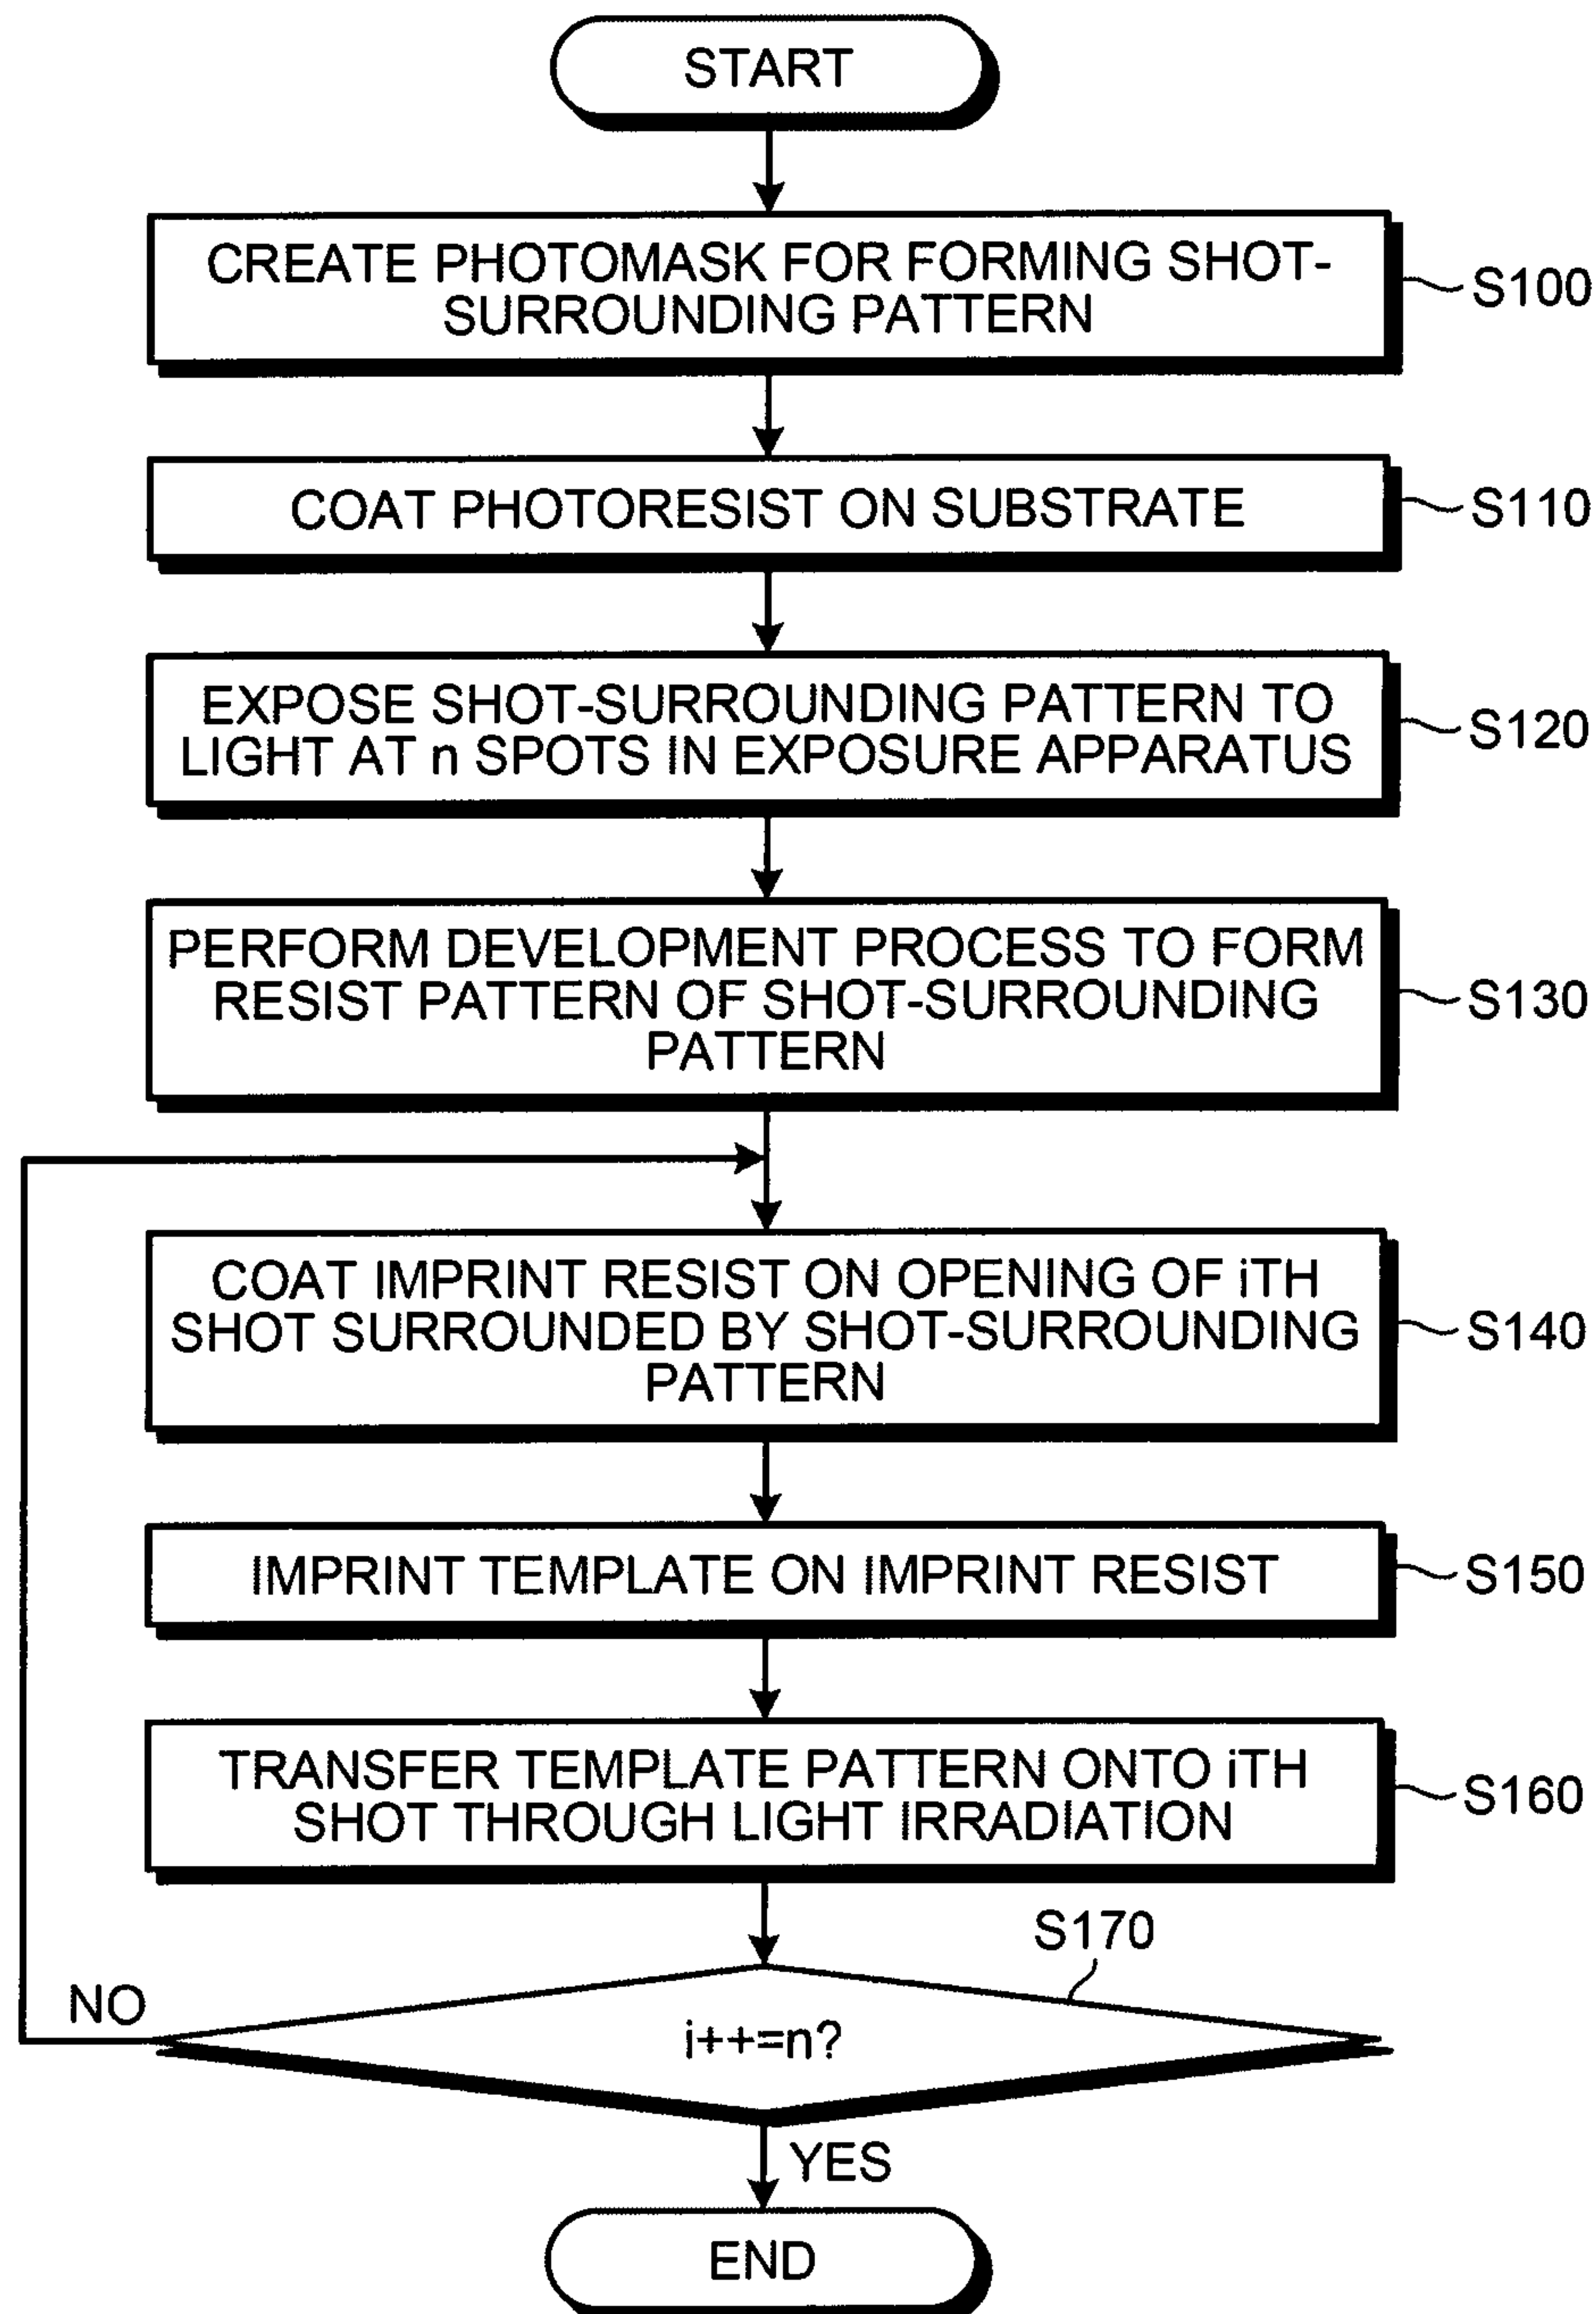 START
CREATE PHOTOMASK FOR FORMING SHOT-
SURROUNDING PATTERN
S100
COAT PHOTORESIST ON SUBSTRATE
S110
EXPOSE SHOT-SURROUNDING PATTERN TO
LIGHT AT n SPOTS IN EXPOSURE APPARATUS
S120
PERFORM DEVELOPMENT PROCESS TO FORM
RESIST PATTERN OF SHOT-SURROUNDING
PATTERN
S130
COAT IMPRINT RESIST ON OPENING OF iTH
SHOT SURROUNDED BY SHOT-SURROUNDING
PATTERN
S140
IMPRINT TEMPLATE ON IMPRINT RESIST
S150
TRANSFER TEMPLATE PATTERN ONTO iTH
SHOT THROUGH LIGHT IRRADIATION
S160
S170
NO
i++=n?
YES
END